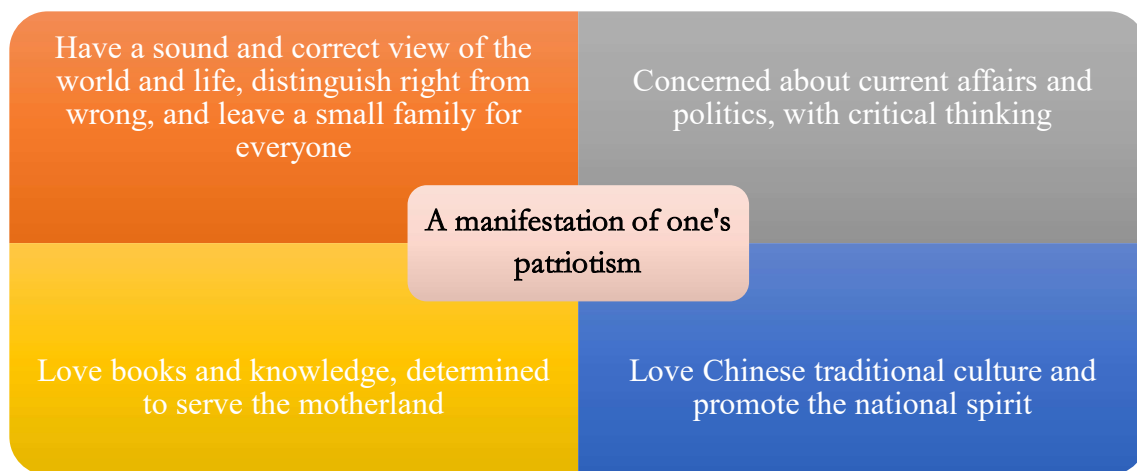 Have a sound and correct view of the
world and life, distinguish right from
wrong, and leave a small family for
everyone
Concerned about current affairs and
politics, with critical thinking
A manifestation of one's
patriotism
Love books and knowledge, determined
to serve the motherland
Love Chinese traditional culture and
promote the national spirit